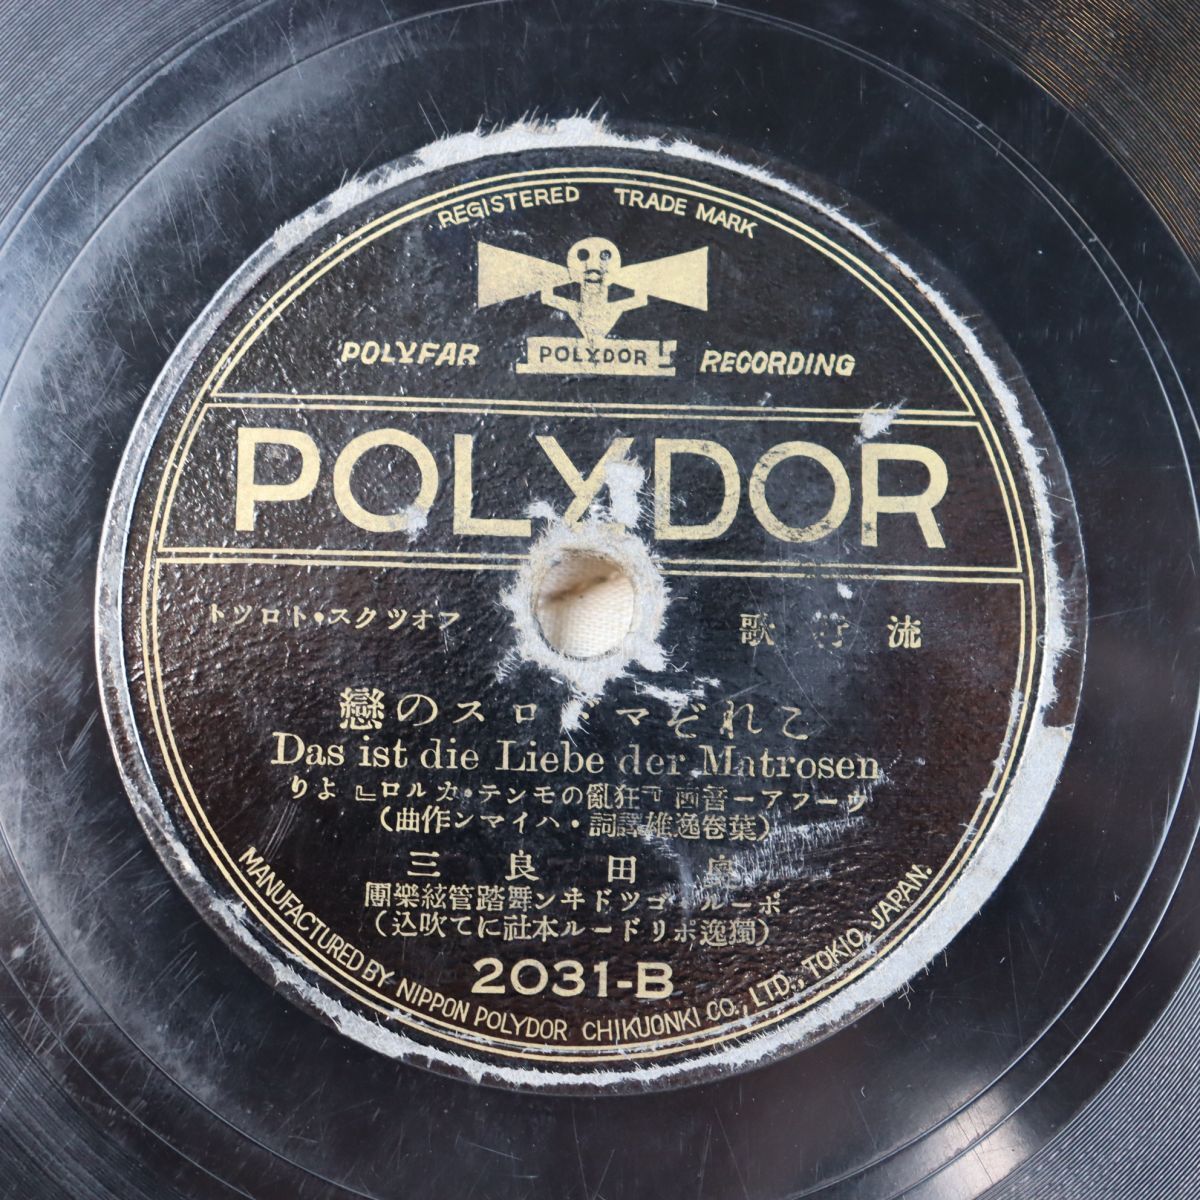 REGISTERED TRADE MARK
POLYDOR
POLYFAR RECORDING
POLYDOR
流行歌 フオツクス・トロツト
これぞマドロスの戀
Das ist die Liebe der Matrosen
ウーフアー音画『狂亂のモンテ・カルロ』より
(葉巻逸雄譯詞・ハイマン作曲)
奥田良三
ポール・ゴツドヰン舞踏管絃樂團
(獨逸ポリドール本社にて吹込)
2031-B
MANUFACTURED BY NIPPON POLYDOR CHIKUONKI CO., LTD., TOKIO, JAPAN.